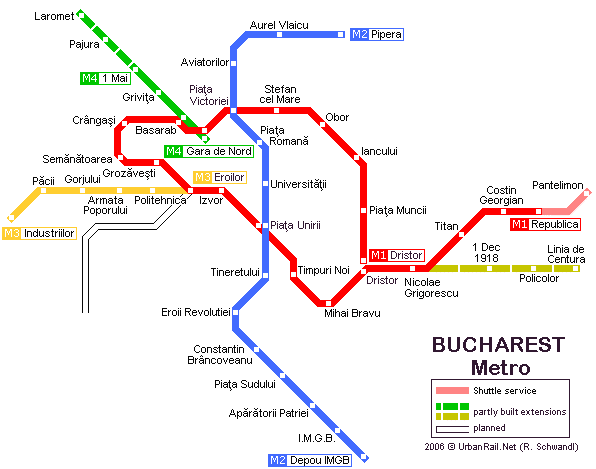 Laromet
Pajura
M4 1 Mai
Griviţa
Aurel Vlaicu
M2 Pipera
Aviatorilor
Piaţa
Victoriei
Stefan
cel Mare
Obor
Crângaşi
Basarab
M4 Gara de Nord
Piaţa
Romană
Iancului
Semănătoarea
Grozăveşti
M3 Eroilor
Universităţii
Păcii
Gorjului
Armata
Poporului
Politehnica
Izvor
M3 Industriilor
Piaţa Unirii
Piaţa Muncii
Costin
Georgian
Pantelimon
M1 Republica
Titan
M1 Dristor
Dristor
1 Dec
1918
Linia de
Centura
Nicolae
Grigorescu
Policolor
Tineretului
Timpuri Noi
Mihai Bravu
Eroii Revolutiei
Constantin
Brâncoveanu
Piaţa Sudului
Apărătorii Patriei
I.M.G.B.
M2 Depou IMGB
BUCHAREST
Metro
Shuttle service
partly built extensions
planned
2006 © UrbanRail.Net (R. Schwandl)